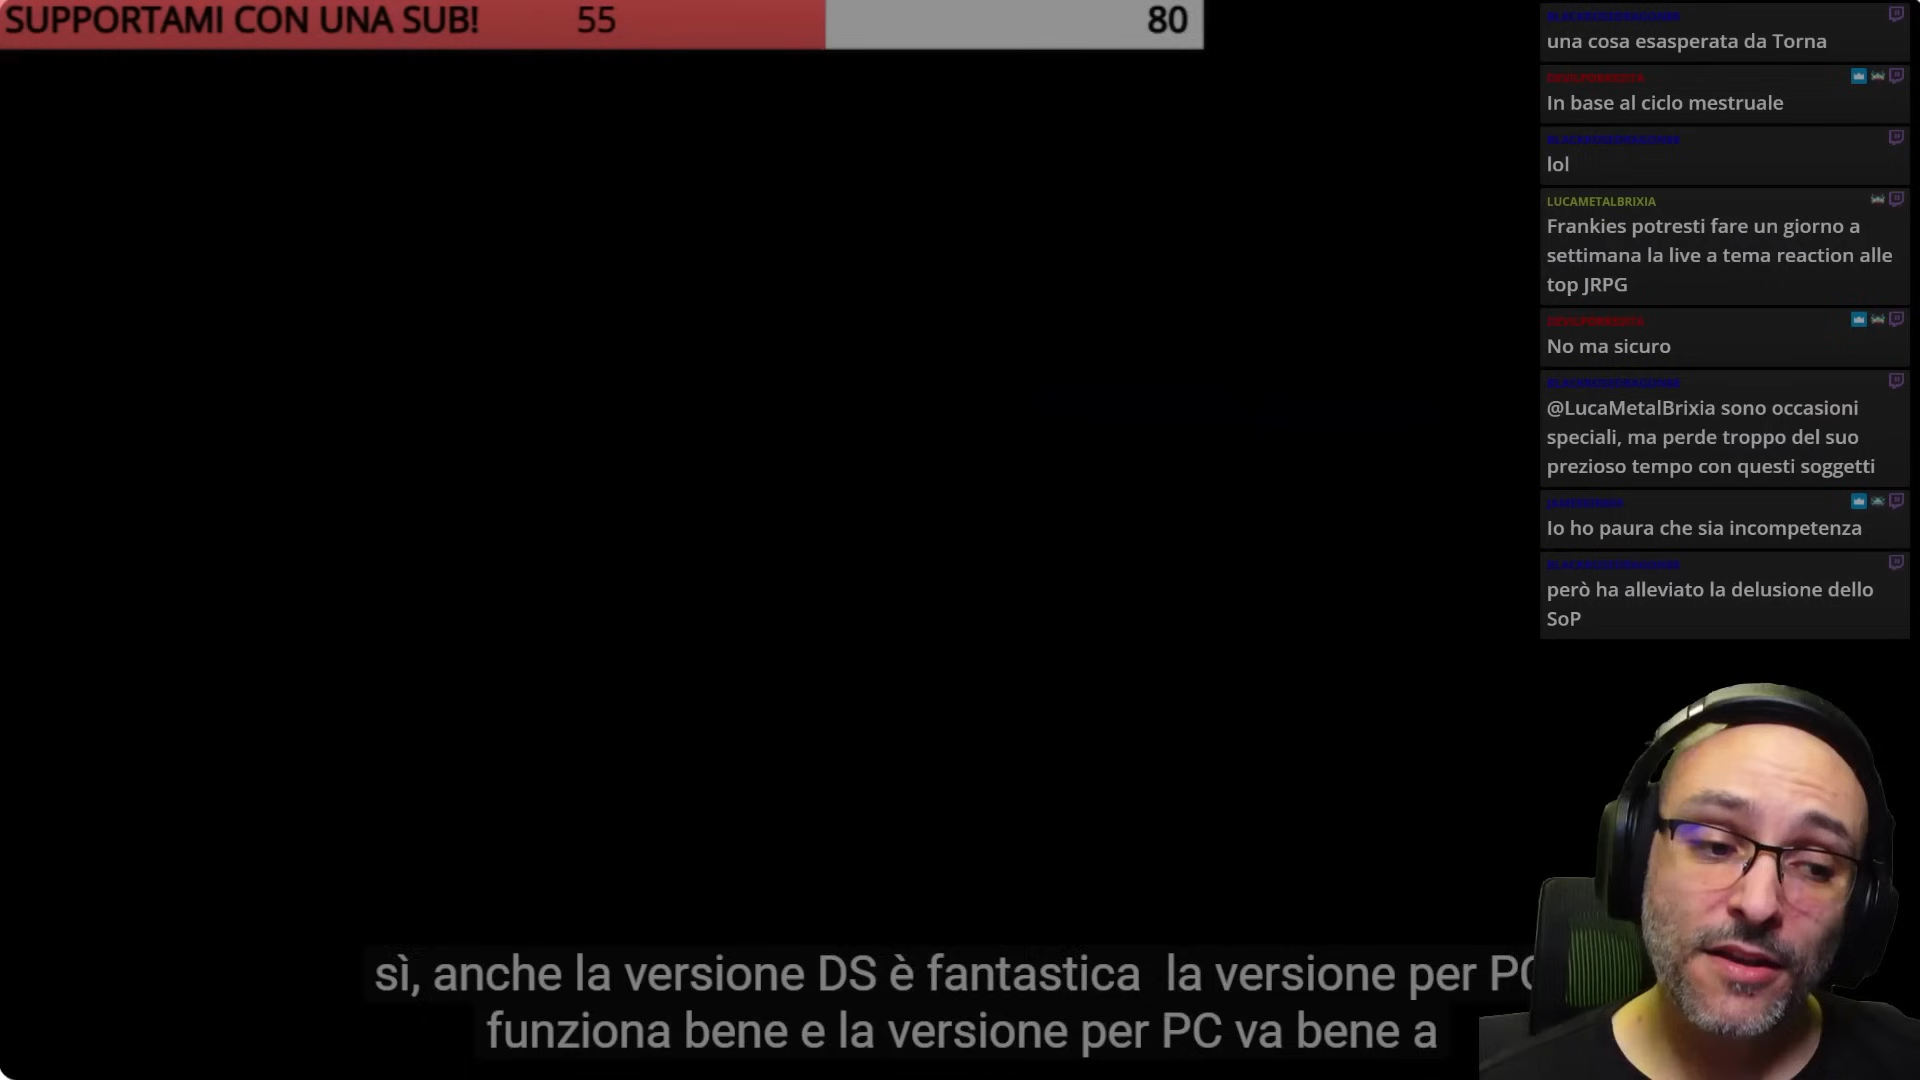 SUPPORTAMI CON UNA SUB! 55 80
una cosa esasperata da Torna
In base al ciclo mestruale
lol
LUCAMETALBRIXIA
Frankies potresti fare un giorno a
settimana la live a tema reaction alle
top JRPG
No ma sicuro
@LucaMetalBrixia sono occasioni
speciali, ma perde troppo del suo
prezioso tempo con questi soggetti
Io ho paura che sia incompetenza
però ha alleviato la delusione dello
SoP
sì, anche la versione DS è fantastica la versione per PC
funziona bene e la versione per PC va bene a